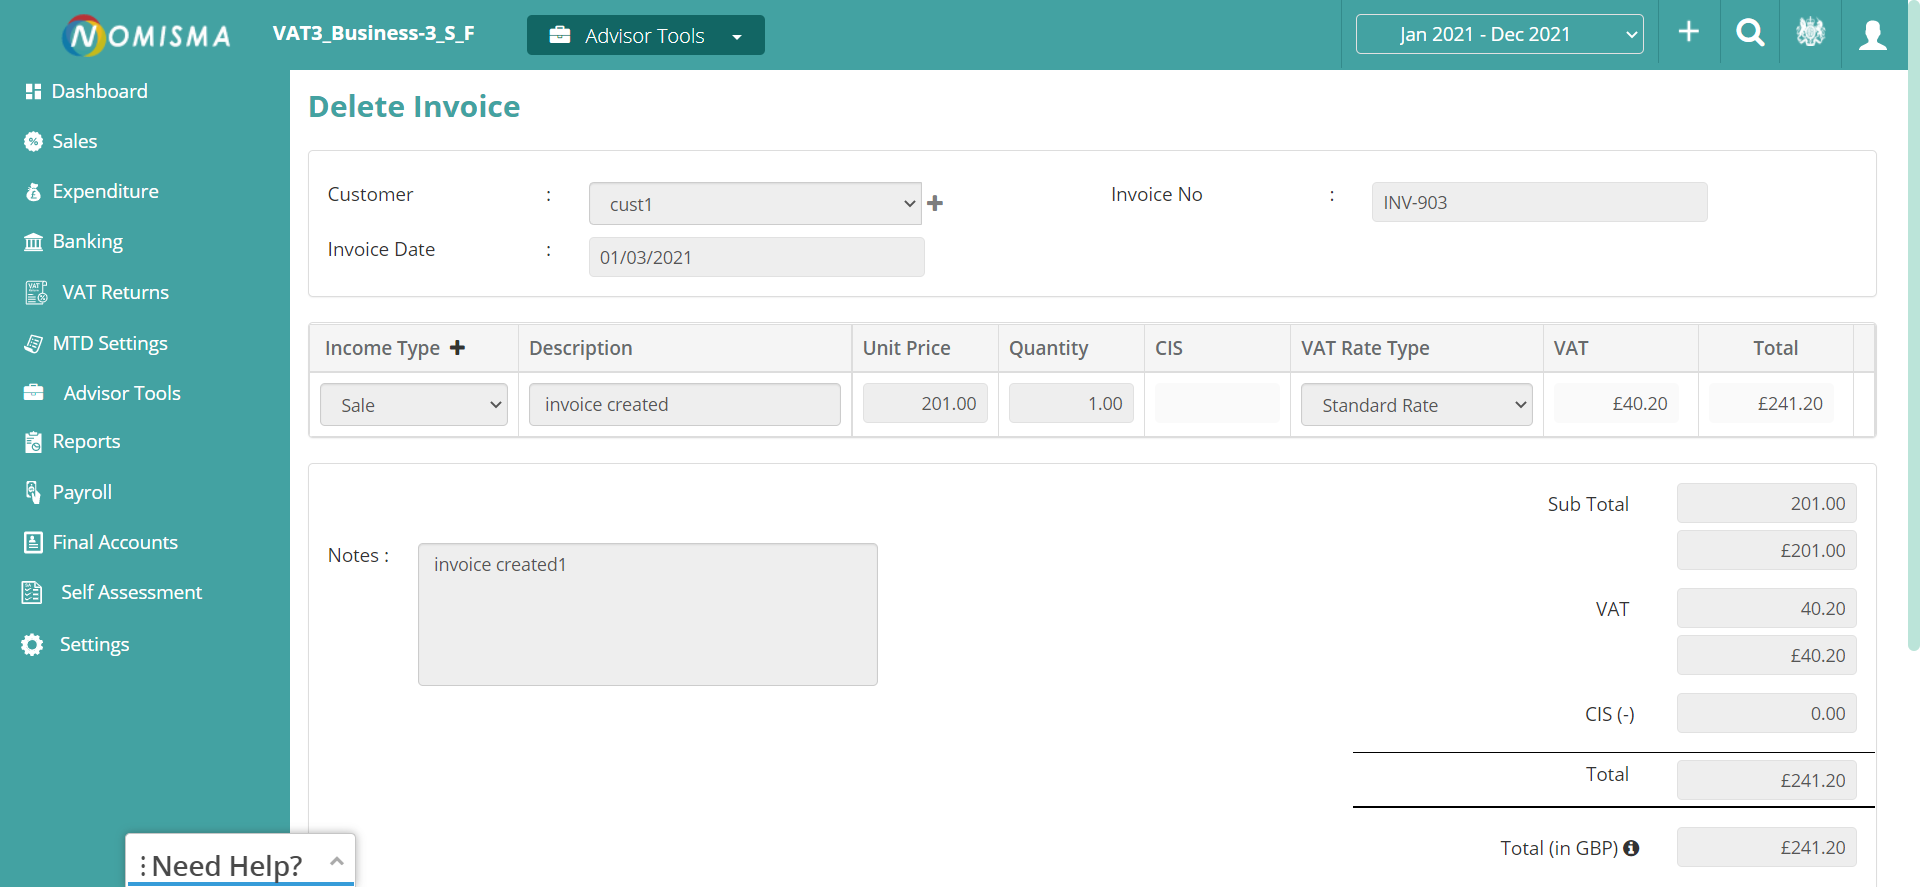 NOMISMA VAT3_Business-3_S_F Advisor Tools Jan 2021 - Dec 2021
Dashboard
Sales
Expenditure
Banking
VAT Returns
MTD Settings
Advisor Tools
Reports
Payroll
Final Accounts
Self Assessment
Settings
Delete Invoice
Customer : cust1 Invoice No : INV-903
Invoice Date : 01/03/2021
Income Type Description Unit Price Quantity CIS VAT Rate Type VAT Total
Sale invoice created 201.00 1.00 Standard Rate £40.20 £241.20
Sub Total 201.00
£201.00
Notes : invoice created1
VAT 40.20
£40.20
CIS (-) 0.00
Total £241.20
Total (in GBP) £241.20
Need Help?